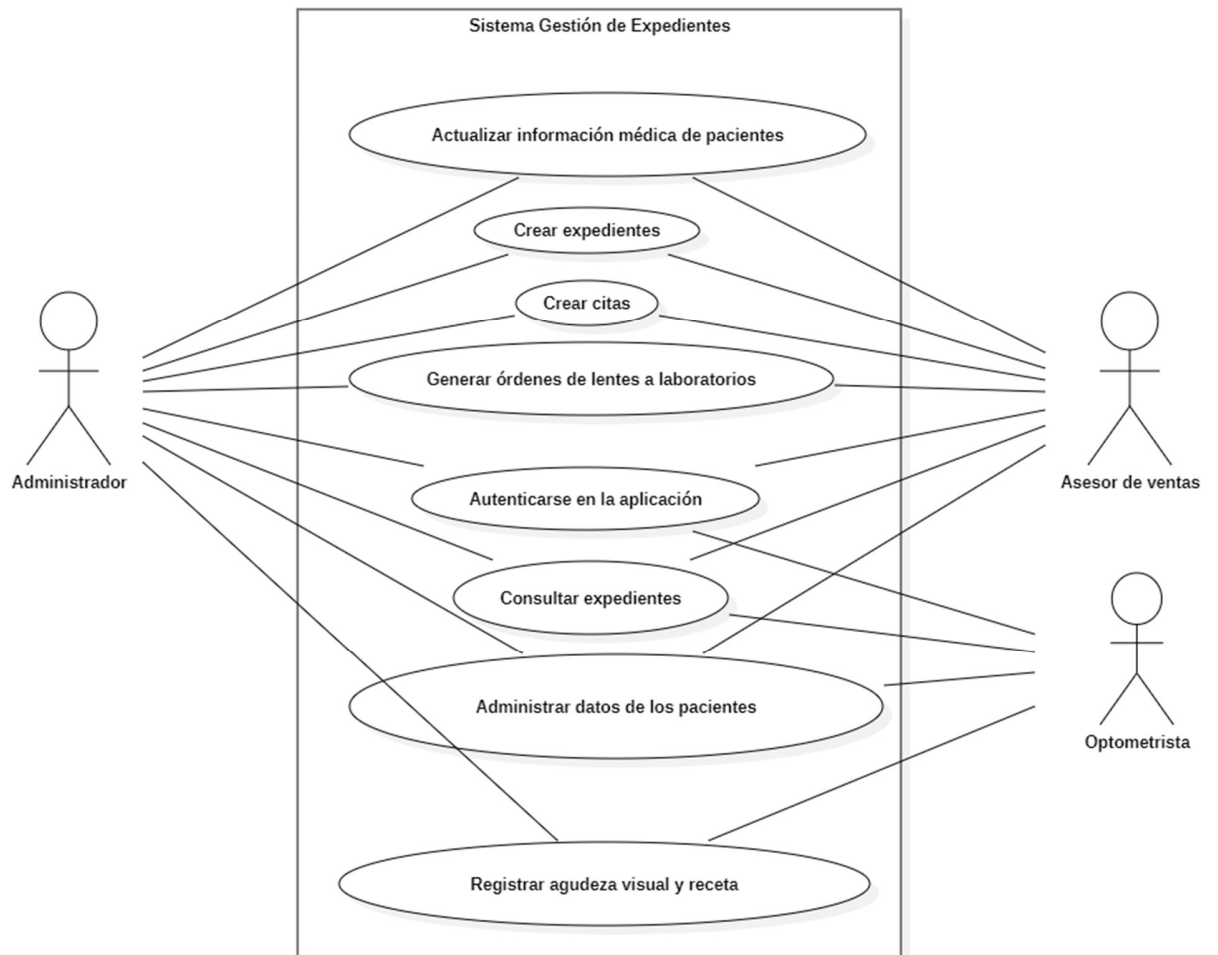 Sistema Gestión de Expedientes
Actualizar información médica de pacientes
Crear expedientes
Crear citas
Generar órdenes de lentes a laboratorios
Administrador
Asesor de ventas
Autenticarse en la aplicación
Consultar expedientes
Administrar datos de los pacientes
Optometrista
Registrar agudeza visual y receta